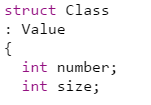 struct Class
: Value
{
  int number;
  int size;